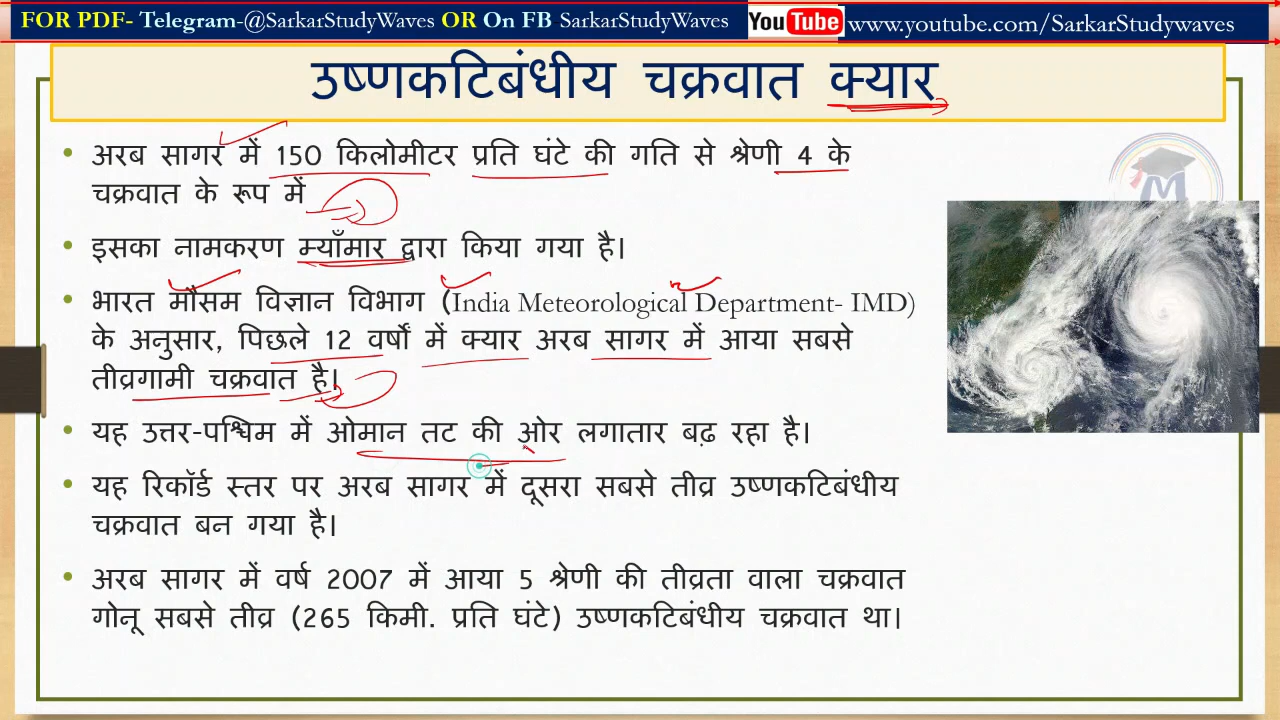 FOR PDF- Telegram-@SarkarStudyWaves OR On FB-SarkarStudyWaves
YouTube
www.youtube.com/SarkarStudywaves
उष्णकटिबंधीय चक्रवात क्यार
• अरब सागर में 150 किलोमीटर प्रति घंटे की गति से श्रेणी 4 के
चक्रवात के रूप में
• इसका नामकरण म्याँमार द्वारा किया गया है।
• भारत मौसम विज्ञान विभाग (India Meteorological Department- IMD)
के अनुसार, पिछले 12 वर्षों में क्यार अरब सागर में आया सबसे
तीव्रगामी चक्रवात है।
• यह उत्तर-पश्चिम में ओमान तट की ओर लगातार बढ़ रहा है।
• यह रिकॉर्ड स्तर पर अरब सागर में दूसरा सबसे तीव्र उष्णकटिबंधीय
चक्रवात बन गया है।
• अरब सागर में वर्ष 2007 में आया 5 श्रेणी की तीव्रता वाला चक्रवात
गोनू सबसे तीव्र (265 किमी. प्रति घंटे) उष्णकटिबंधीय चक्रवात था।